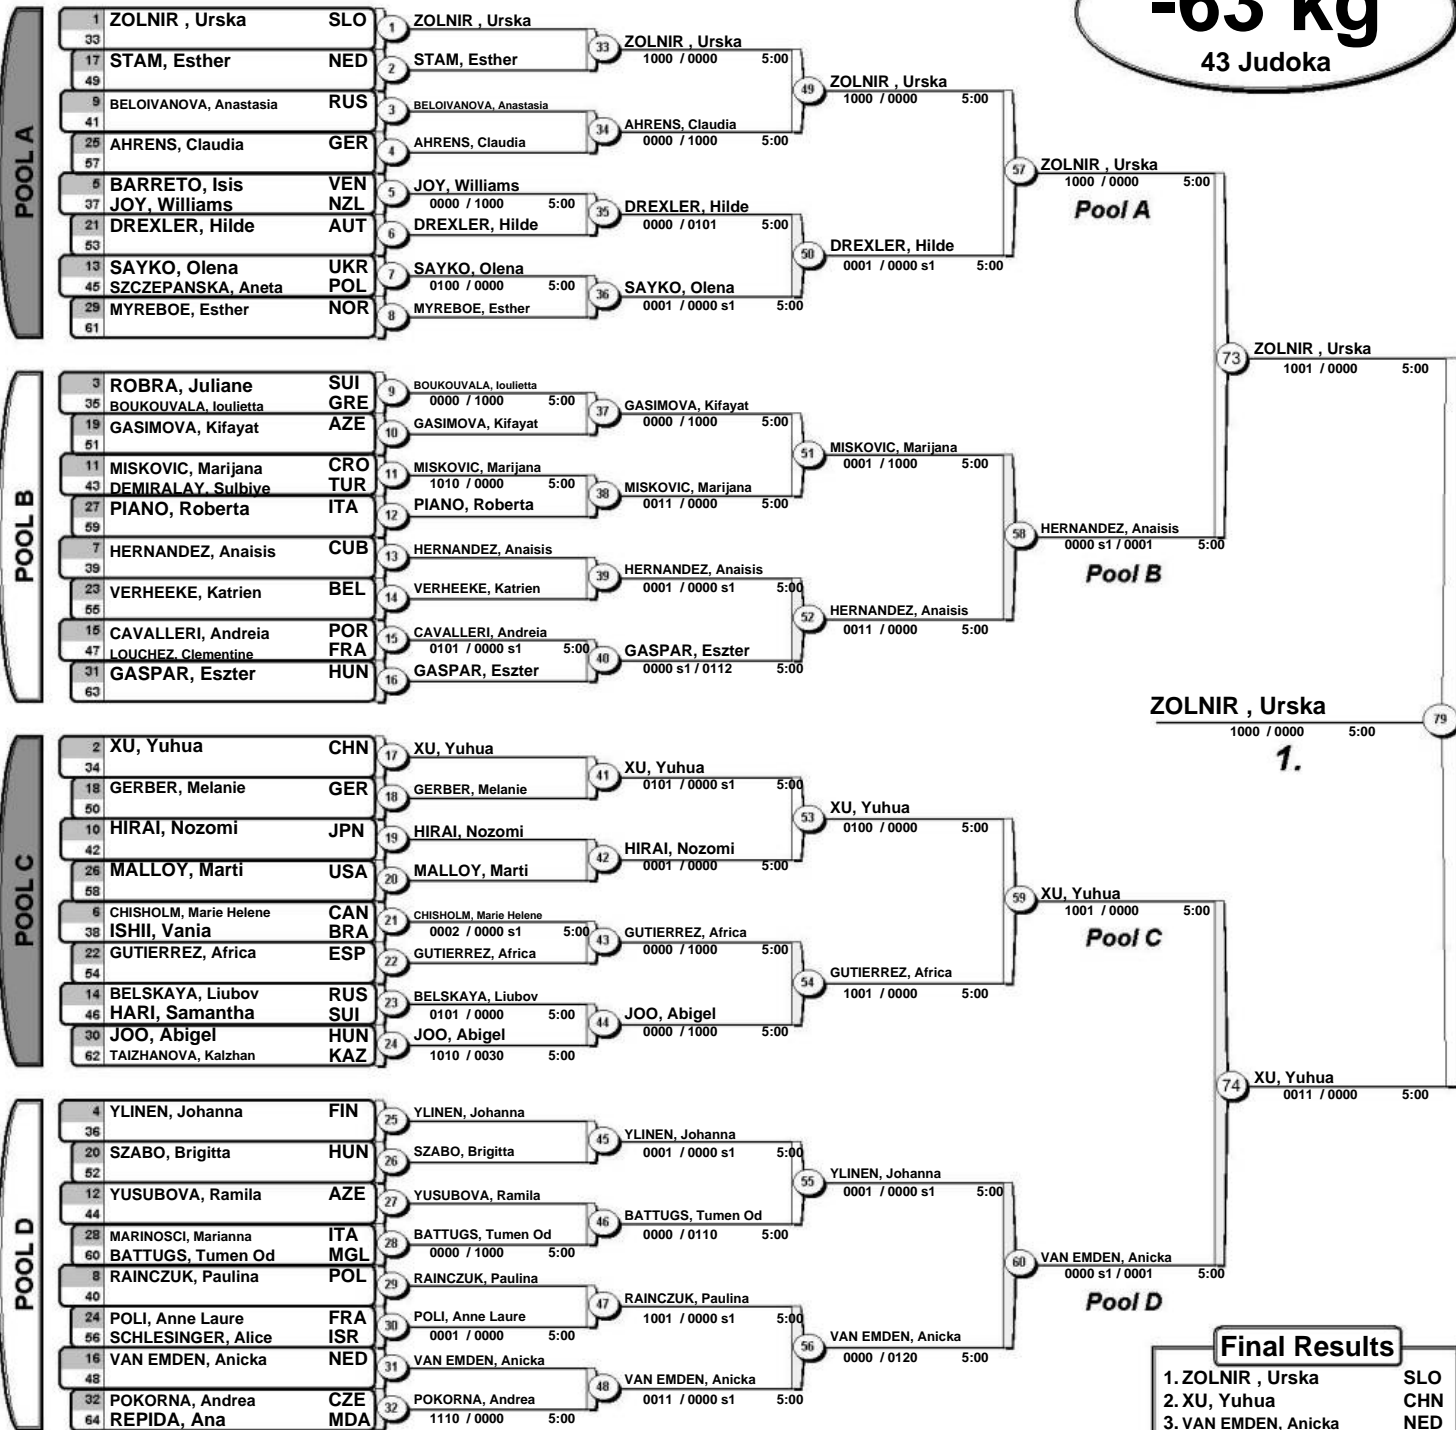 -63 kg
43 Judoka
POOL A
1 ZOLNIR , Urska SLO
33
17 STAM, Esther NED
49
9 BELOIVANOVA, Anastasia RUS
41
25 AHRENS, Claudia GER
57
5 BARRETO, Isis VEN
37 JOY, Williams NZL
21 DREXLER, Hilde AUT
53
13 SAYKO, Olena UKR
45 SZCZEPANSKA, Aneta POL
29 MYREBOE, Esther NOR
61
1 ZOLNIR , Urska
2 STAM, Esther
3 BELOIVANOVA, Anastasia
4 AHRENS, Claudia
5 JOY, Williams
0000 / 1000 5:00
6 DREXLER, Hilde
7 SAYKO, Olena
0100 / 0000 5:00
8 MYREBOE, Esther
33 ZOLNIR , Urska
1000 / 0000 5:00
34 AHRENS, Claudia
0000 / 1000 5:00
35 DREXLER, Hilde
0000 / 0101 5:00
36 SAYKO, Olena
0001 / 0000 s1 5:00
49 ZOLNIR , Urska
1000 / 0000 5:00
50 DREXLER, Hilde
0001 / 0000 s1 5:00
57 ZOLNIR , Urska
1000 / 0000 5:00
Pool A
POOL B
3 ROBRA, Juliane SUI
35 BOUKOUVALA, Ioulietta GRE
19 GASIMOVA, Kifayat AZE
51
11 MISKOVIC, Marijana CRO
43 DEMIRALAY, Sulbiye TUR
27 PIANO, Roberta ITA
59
7 HERNANDEZ, Anaisis CUB
39
23 VERHEEKE, Katrien BEL
55
15 CAVALLERI, Andreia POR
47 LOUCHEZ, Clementine FRA
31 GASPAR, Eszter HUN
63
9 BOUKOUVALA, Ioulietta
0000 / 1000 5:00
10 GASIMOVA, Kifayat
11 MISKOVIC, Marijana
1010 / 0000 5:00
12 PIANO, Roberta
13 HERNANDEZ, Anaisis
14 VERHEEKE, Katrien
15 CAVALLERI, Andreia
0101 / 0000 s1 5:00
16 GASPAR, Eszter
37 GASIMOVA, Kifayat
0000 / 1000 5:00
38 MISKOVIC, Marijana
0011 / 0000 5:00
39 HERNANDEZ, Anaisis
0001 / 0000 s1 5:00
40 GASPAR, Eszter
0000 s1 / 0112 5:00
51 MISKOVIC, Marijana
0001 / 1000 5:00
52 HERNANDEZ, Anaisis
0011 / 0000 5:00
58 HERNANDEZ, Anaisis
0000 s1 / 0001 5:00
Pool B
73 ZOLNIR , Urska
1001 / 0000 5:00
ZOLNIR , Urska 79
1000 / 0000 5:00
1.
POOL C
2 XU, Yuhua CHN
34
18 GERBER, Melanie GER
50
10 HIRAI, Nozomi JPN
42
26 MALLOY, Marti USA
58
6 CHISHOLM, Marie Helene CAN
38 ISHII, Vania BRA
22 GUTIERREZ, Africa ESP
54
14 BELSKAYA, Liubov RUS
46 HARI, Samantha SUI
30 JOO, Abigel HUN
62 TAIZHANOVA, Kalzhan KAZ
17 XU, Yuhua
18 GERBER, Melanie
19 HIRAI, Nozomi
20 MALLOY, Marti
21 CHISHOLM, Marie Helene
0002 / 0000 s1 5:00
22 GUTIERREZ, Africa
23 BELSKAYA, Liubov
0101 / 0000 5:00
24 JOO, Abigel
1010 / 0030 5:00
41 XU, Yuhua
0101 / 0000 s1 5:00
42 HIRAI, Nozomi
0001 / 0000 5:00
43 GUTIERREZ, Africa
0000 / 1000 5:00
44 JOO, Abigel
0000 / 1000 5:00
53 XU, Yuhua
0100 / 0000 5:00
54 GUTIERREZ, Africa
1001 / 0000 5:00
59 XU, Yuhua
1001 / 0000 5:00
Pool C
POOL D
4 YLINEN, Johanna FIN
36
20 SZABO, Brigitta HUN
52
12 YUSUBOVA, Ramila AZE
44
28 MARINOSCI, Marianna ITA
60 BATTUGS, Tumen Od MGL
8 RAINCZUK, Paulina POL
40
24 POLI, Anne Laure FRA
56 SCHLESINGER, Alice ISR
16 VAN EMDEN, Anicka NED
48
32 POKORNA, Andrea CZE
64 REPIDA, Ana MDA
25 YLINEN, Johanna
26 SZABO, Brigitta
27 YUSUBOVA, Ramila
28 BATTUGS, Tumen Od
0000 / 1000 5:00
29 RAINCZUK, Paulina
30 POLI, Anne Laure
0001 / 0000 5:00
31 VAN EMDEN, Anicka
32 POKORNA, Andrea
1110 / 0000 5:00
45 YLINEN, Johanna
0001 / 0000 s1 5:00
46 BATTUGS, Tumen Od
0000 / 0110 5:00
47 RAINCZUK, Paulina
1001 / 0000 s1 5:00
48 VAN EMDEN, Anicka
0011 / 0000 s1 5:00
55 YLINEN, Johanna
0001 / 0000 s1 5:00
56 VAN EMDEN, Anicka
0000 / 0120 5:00
60 VAN EMDEN, Anicka
0000 s1 / 0001 5:00
Pool D
74 XU, Yuhua
0011 / 0000 5:00
Final Results
1. ZOLNIR , Urska SLO
2. XU, Yuhua CHN
3. VAN EMDEN, Anicka NED